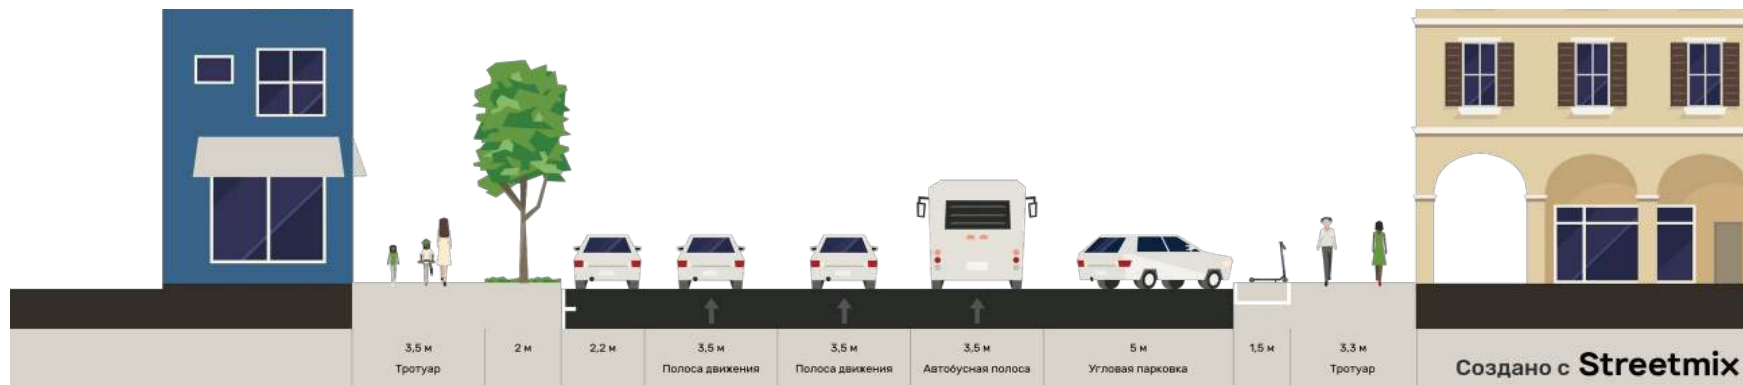 3,5 м
Тротуар
2 м
2,2 м
3,5 м
Полоса движения
3,5 м
Полоса движения
3,5 м
Автобусная полоса
5 м
Угловая парковка
1,5 м
3,3 м
Тротуар
Создано с Streetmix